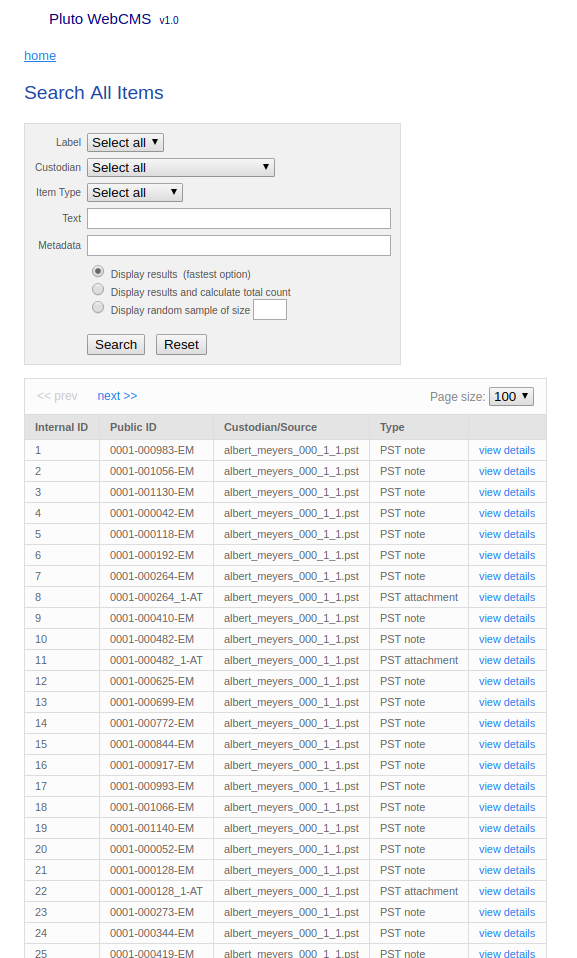 Pluto WebCMS v1.0
home
Search All Items
Label Select all
Custodian Select all
Item Type Select all
Text
Metadata
Display results (fastest option)
Display results and calculate total count
Display random sample of size
Search Reset
<< prev next >> Page size: 100
Internal ID Public ID Custodian/Source Type
1 0001-000983-EM albert_meyers_000_1_1.pst PST note view details
2 0001-001056-EM albert_meyers_000_1_1.pst PST note view details
3 0001-001130-EM albert_meyers_000_1_1.pst PST note view details
4 0001-000042-EM albert_meyers_000_1_1.pst PST note view details
5 0001-000118-EM albert_meyers_000_1_1.pst PST note view details
6 0001-000192-EM albert_meyers_000_1_1.pst PST note view details
7 0001-000264-EM albert_meyers_000_1_1.pst PST note view details
8 0001-000264_1-AT albert_meyers_000_1_1.pst PST attachment view details
9 0001-000410-EM albert_meyers_000_1_1.pst PST note view details
10 0001-000482-EM albert_meyers_000_1_1.pst PST note view details
11 0001-000482_1-AT albert_meyers_000_1_1.pst PST attachment view details
12 0001-000625-EM albert_meyers_000_1_1.pst PST note view details
13 0001-000699-EM albert_meyers_000_1_1.pst PST note view details
14 0001-000772-EM albert_meyers_000_1_1.pst PST note view details
15 0001-000844-EM albert_meyers_000_1_1.pst PST note view details
16 0001-000917-EM albert_meyers_000_1_1.pst PST note view details
17 0001-000993-EM albert_meyers_000_1_1.pst PST note view details
18 0001-001066-EM albert_meyers_000_1_1.pst PST note view details
19 0001-001140-EM albert_meyers_000_1_1.pst PST note view details
20 0001-000052-EM albert_meyers_000_1_1.pst PST note view details
21 0001-000128-EM albert_meyers_000_1_1.pst PST note view details
22 0001-000128_1-AT albert_meyers_000_1_1.pst PST attachment view details
23 0001-000273-EM albert_meyers_000_1_1.pst PST note view details
24 0001-000344-EM albert_meyers_000_1_1.pst PST note view details
25 0001-000419-EM albert_meyers_000_1_1.pst PST note view details